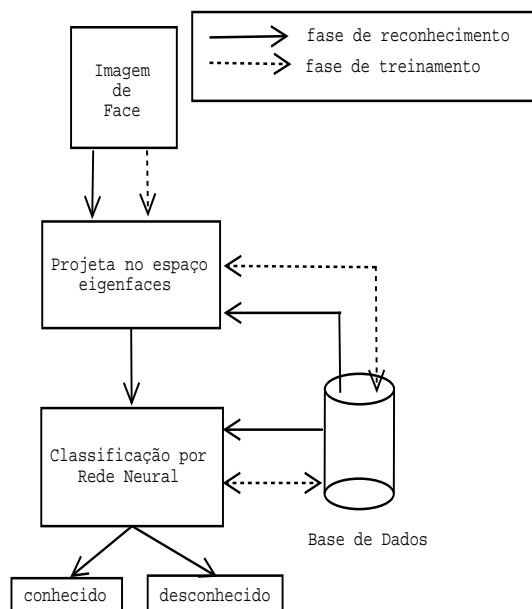 fase de reconhecimento
fase de treinamento
Imagem
de
Face
Projeta no espaço
eigenfaces
Classificação por
Rede Neural
Base de Dados
conhecido
desconhecido